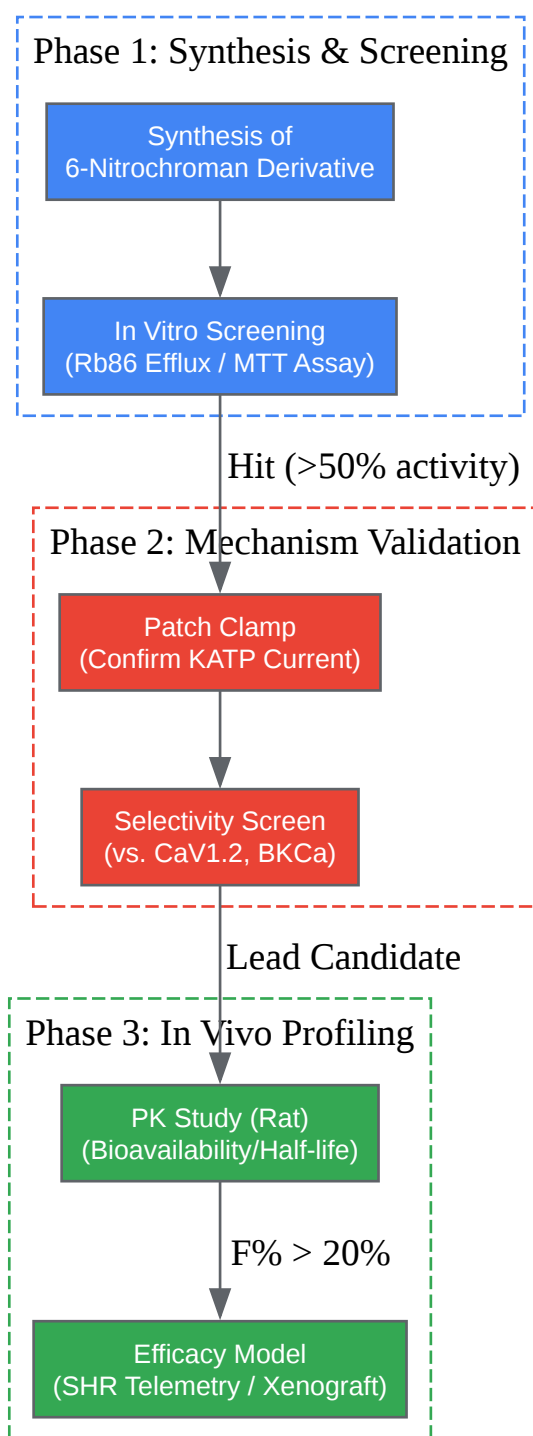 Phase 1: Synthesis & Screening
Synthesis of
6-Nitrochroman Derivative
In Vitro Screening
(Rb86 Efflux / MTT Assay)
Hit (>50% activity)
Phase 2: Mechanism Validation
Patch Clamp
(Confirm KATP Current)
Selectivity Screen
(vs. CaV1.2, BKCa)
Lead Candidate
Phase 3: In Vivo Profiling
PK Study (Rat)
(Bioavailability/Half-life)
F% > 20%
Efficacy Model
(SHR Telemetry / Xenograft)